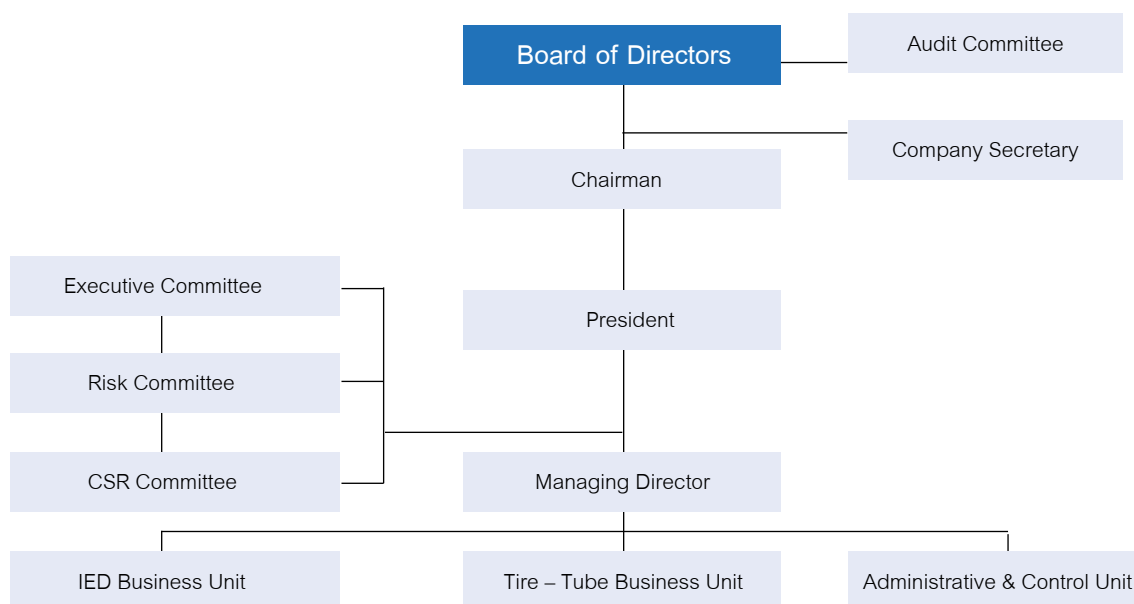 Board of Directors
Audit Committee
Company Secretary
Chairman
Executive Committee
President
Risk Committee
CSR Committee
Managing Director
IED Business Unit
Tire – Tube Business Unit
Administrative & Control Unit